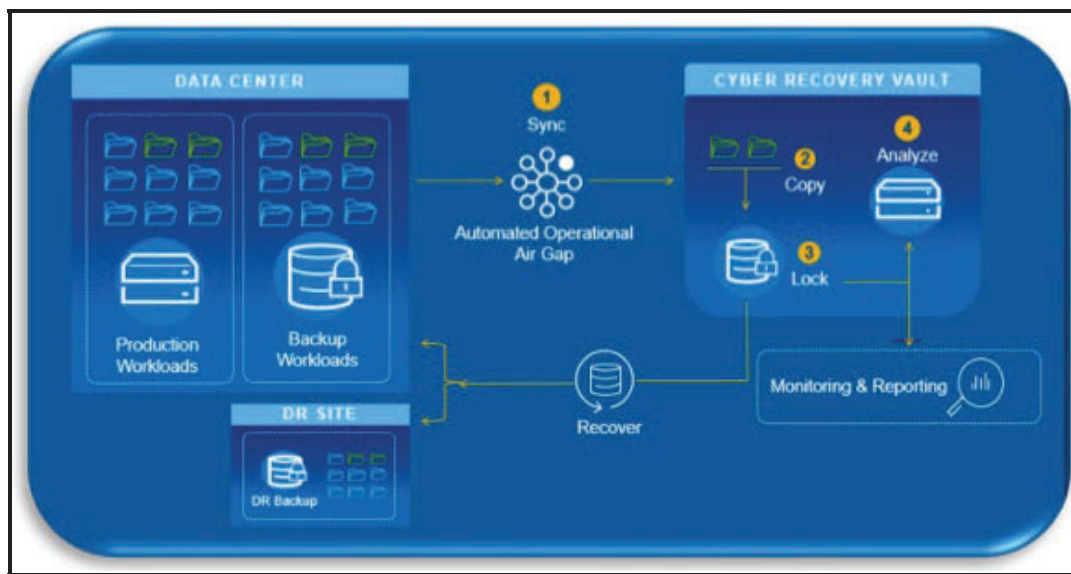 DATA CENTER
Production
Workloads
Backup
Workloads
1
Sync
Automated Operational
Air Gap
CYBER RECOVERY VAULT
2
Copy
3
Lock
4
Analyze
Monitoring & Reporting
Recover
DR SITE
DR Backup